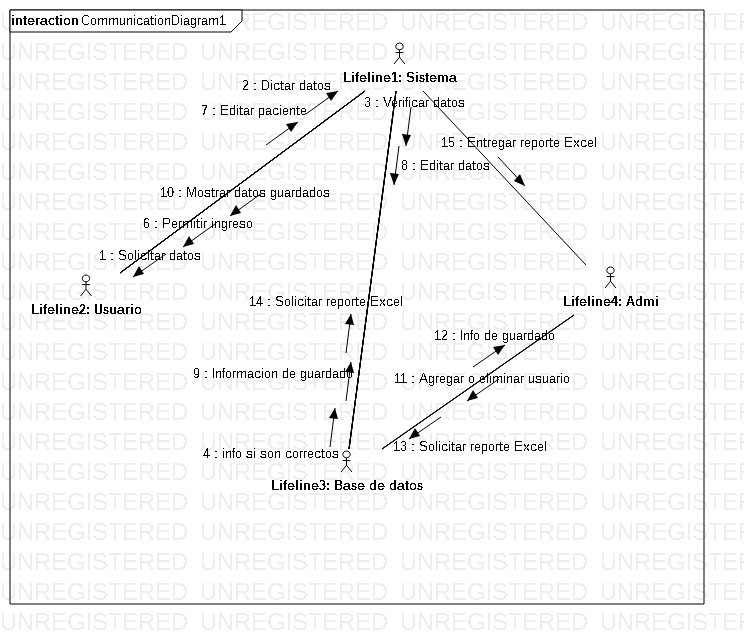 interaction CommunicationDiagram1
Lifeline1: Sistema
2 : Dictar datos
3 : Verificar datos
7 : Editar paciente
15 : Entregar reporte Excel
8 : Editar datos
10 : Mostrar datos guardados
6 : Permitir ingreso
1 : Solicitar datos
Lifeline2: Usuario
14 : Solicitar reporte Excel
Lifeline4: Admi
12 : Info de guardado
9 : Informacion de guardado
11 : Agregar o eliminar usuario
13 : Solicitar reporte Excel
4 : info si son correctos
Lifeline3: Base de datos
UNREGISTERED